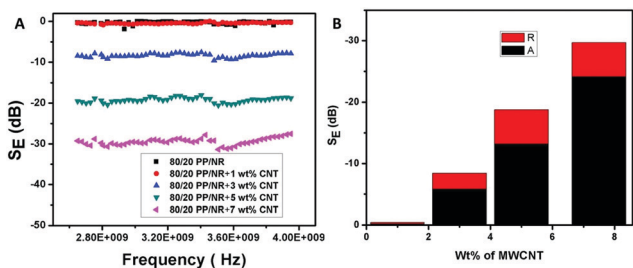 A
S_E (dB)
0
-10
-20
-30
-40
-50
80/20 PP/NR
80/20 PP/NR+1 wt% CNT
80/20 PP/NR+3 wt% CNT
80/20 PP/NR+5 wt% CNT
80/20 PP/NR+7 wt% CNT
2.80E+009 3.20E+009 3.60E+009 4.00E+009
Frequency ( Hz)
B
S_E (dB)
-30
-20
-10
0
R
A
0 2 4 6 8
Wt% of MWCNT